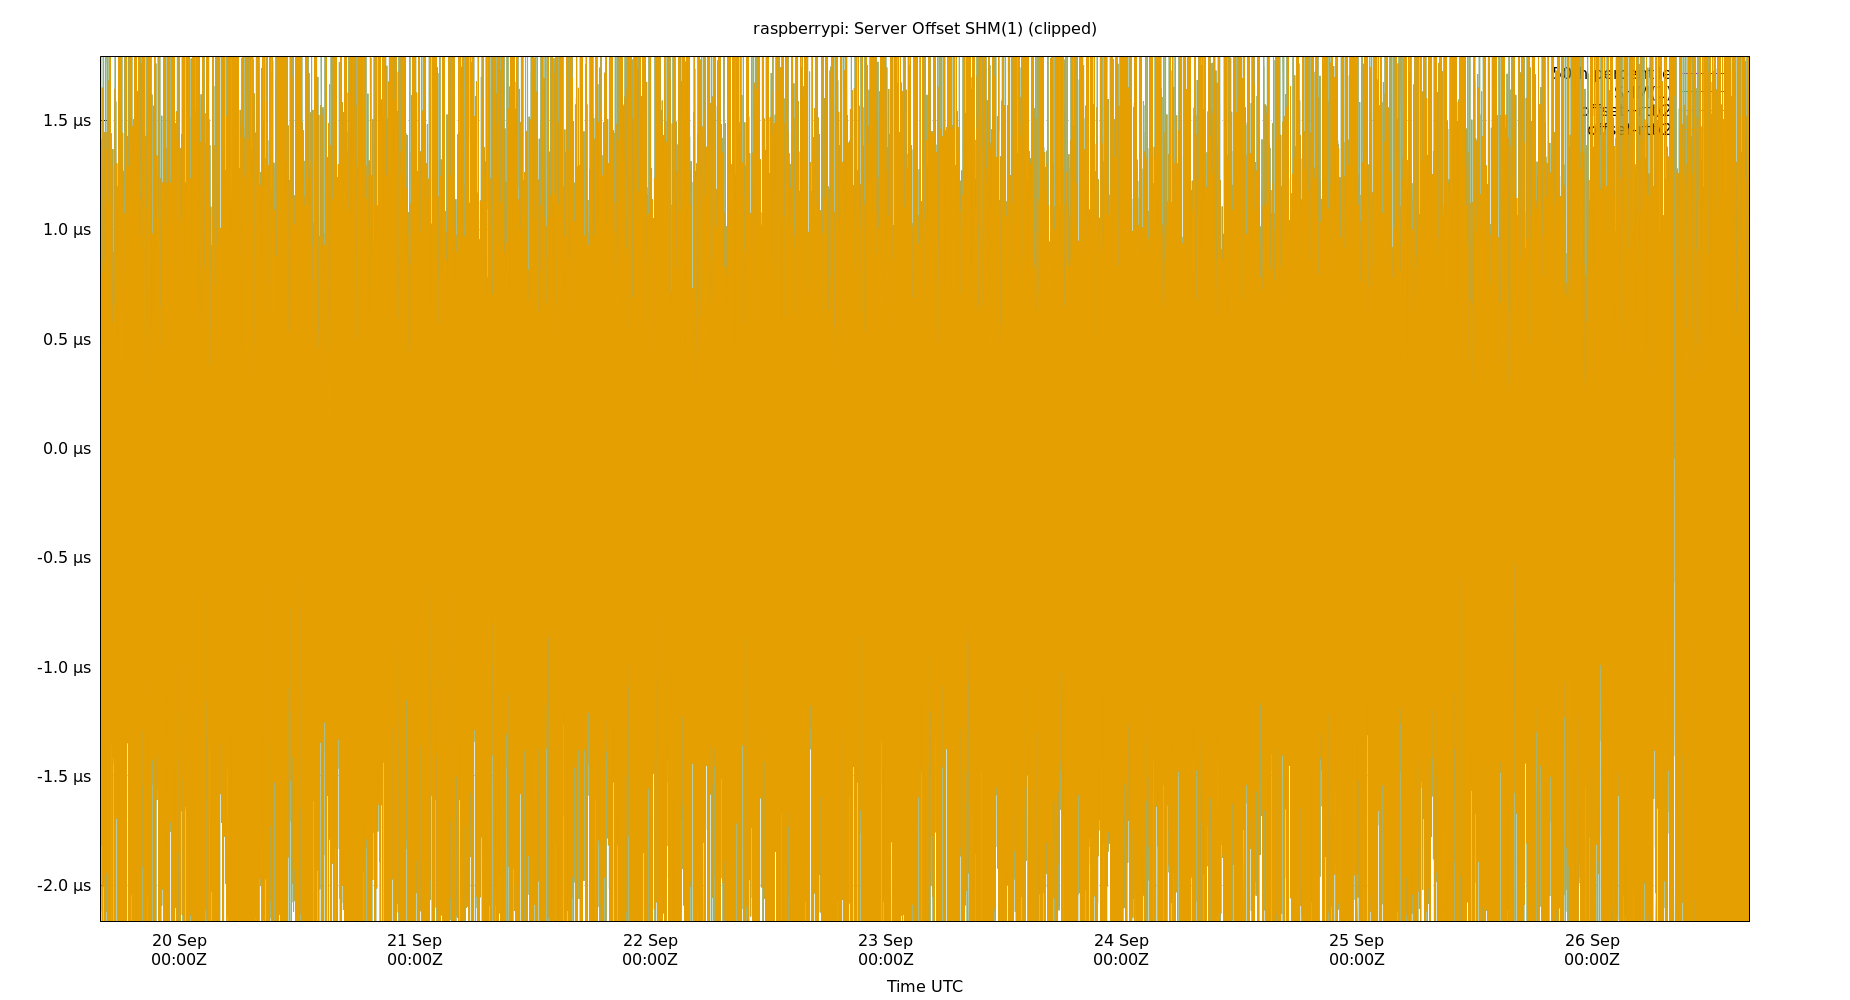 raspberrypi: Server Offset SHM(1) (clipped)
1.5 µs
1.0 µs
0.5 µs
0.0 µs
-0.5 µs
-1.0 µs
-1.5 µs
-2.0 µs
20 Sep 21 Sep 22 Sep 23 Sep 24 Sep 25 Sep 26 Sep
00:00Z 00:00Z 00:00Z 00:00Z 00:00Z 00:00Z 00:00Z
Time UTC